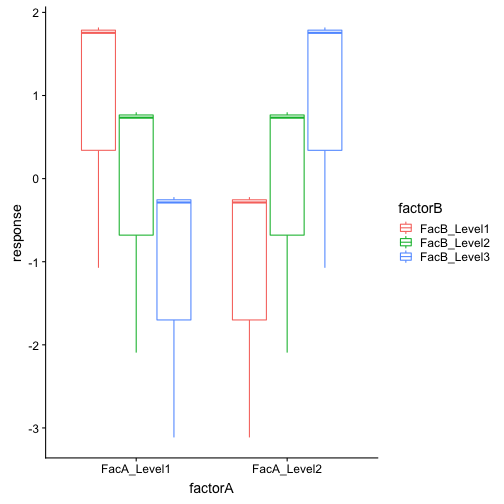 2
1
0
-1
-2
-3
response
FacA_Level1
FacA_Level2
factorA
factorB
FacB_Level1
FacB_Level2
FacB_Level3